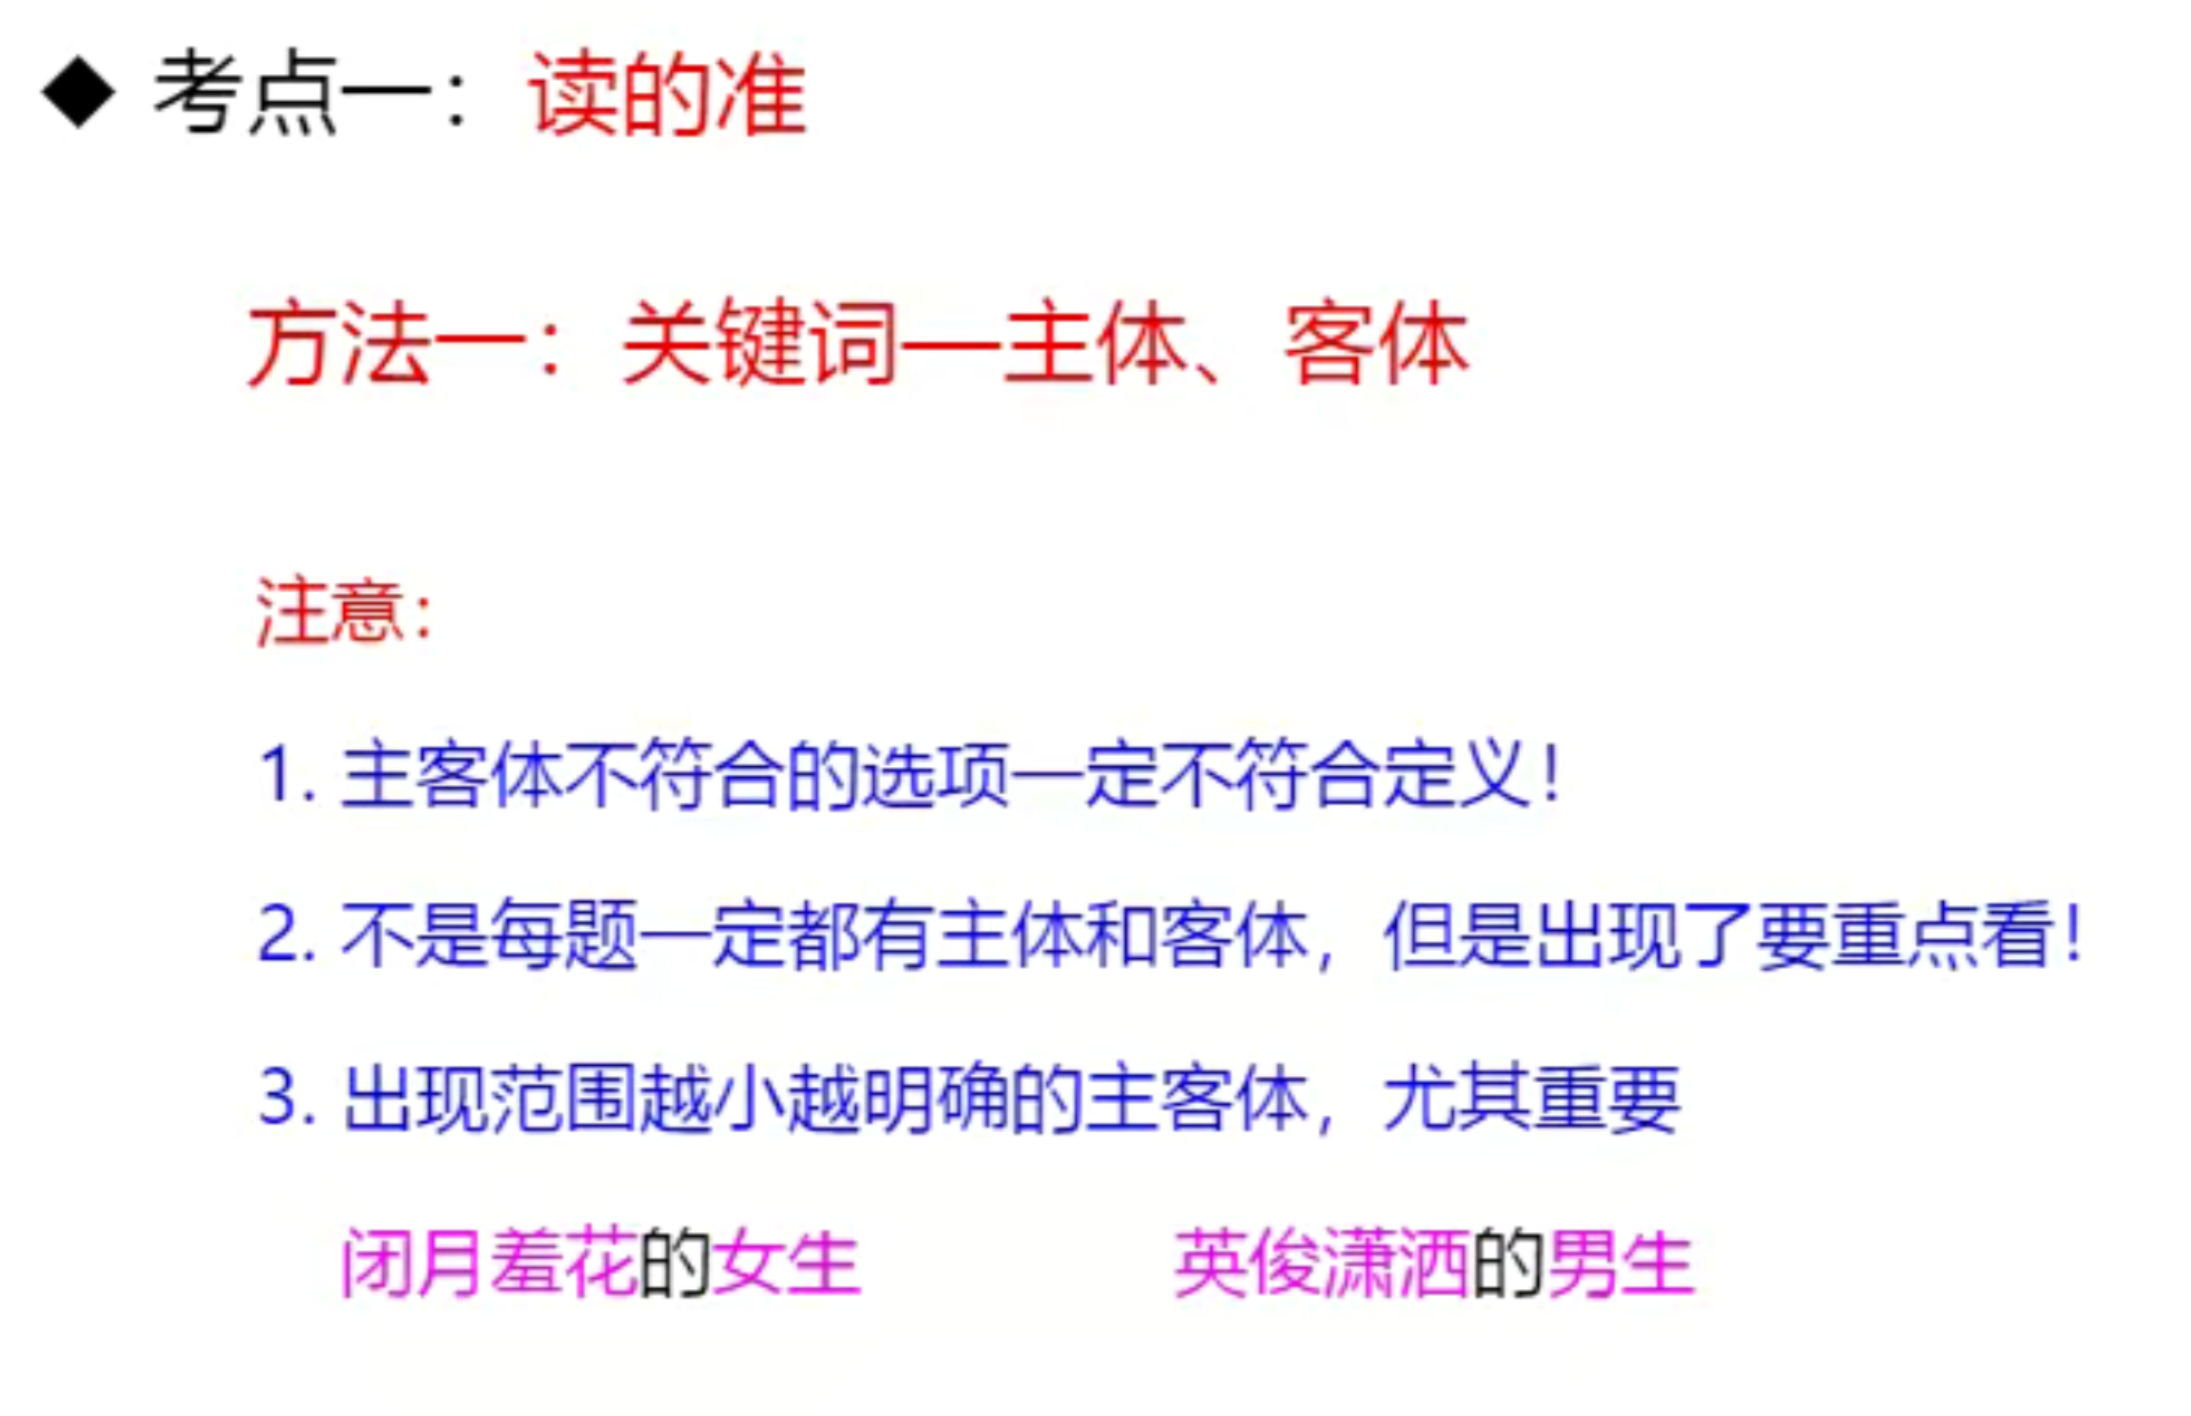 ◆ 考点一：读的准
方法一：关键词—主体、客体
注意：
1. 主客体不符合的选项一定不符合定义！
2. 不是每题一定都有主体和客体，但是出现了要重点看！
3. 出现范围越小越明确的主客体，尤其重要
闭月羞花的女生 英俊潇洒的男生